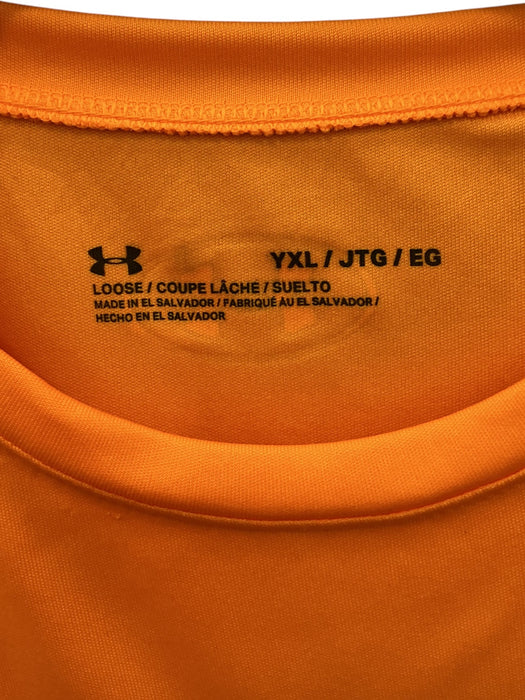 YXL / JTG / EG
LOOSE / COUPE LÂCHE / SUELTO
MADE IN EL SALVADOR / FABRIQUÉ AU EL SALVADOR /
HECHO EN EL SALVADOR